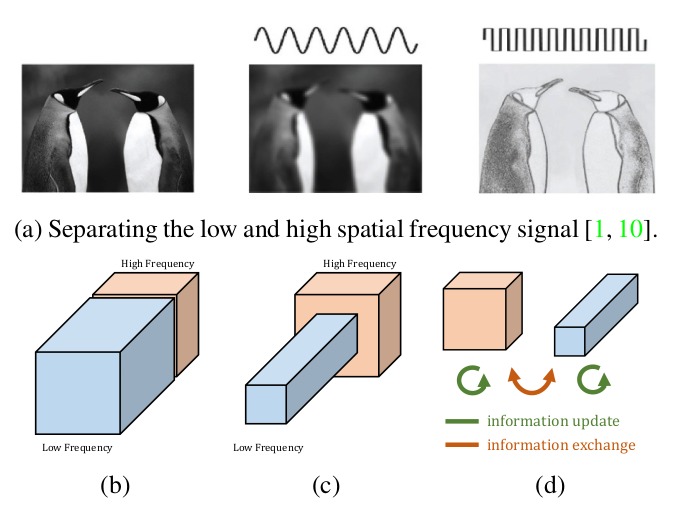 (a) Separating the low and high spatial frequency signal [1, 10].
High Frequency
Low Frequency
(b)
High Frequency
Low Frequency
(c)
information update
information exchange
(d)